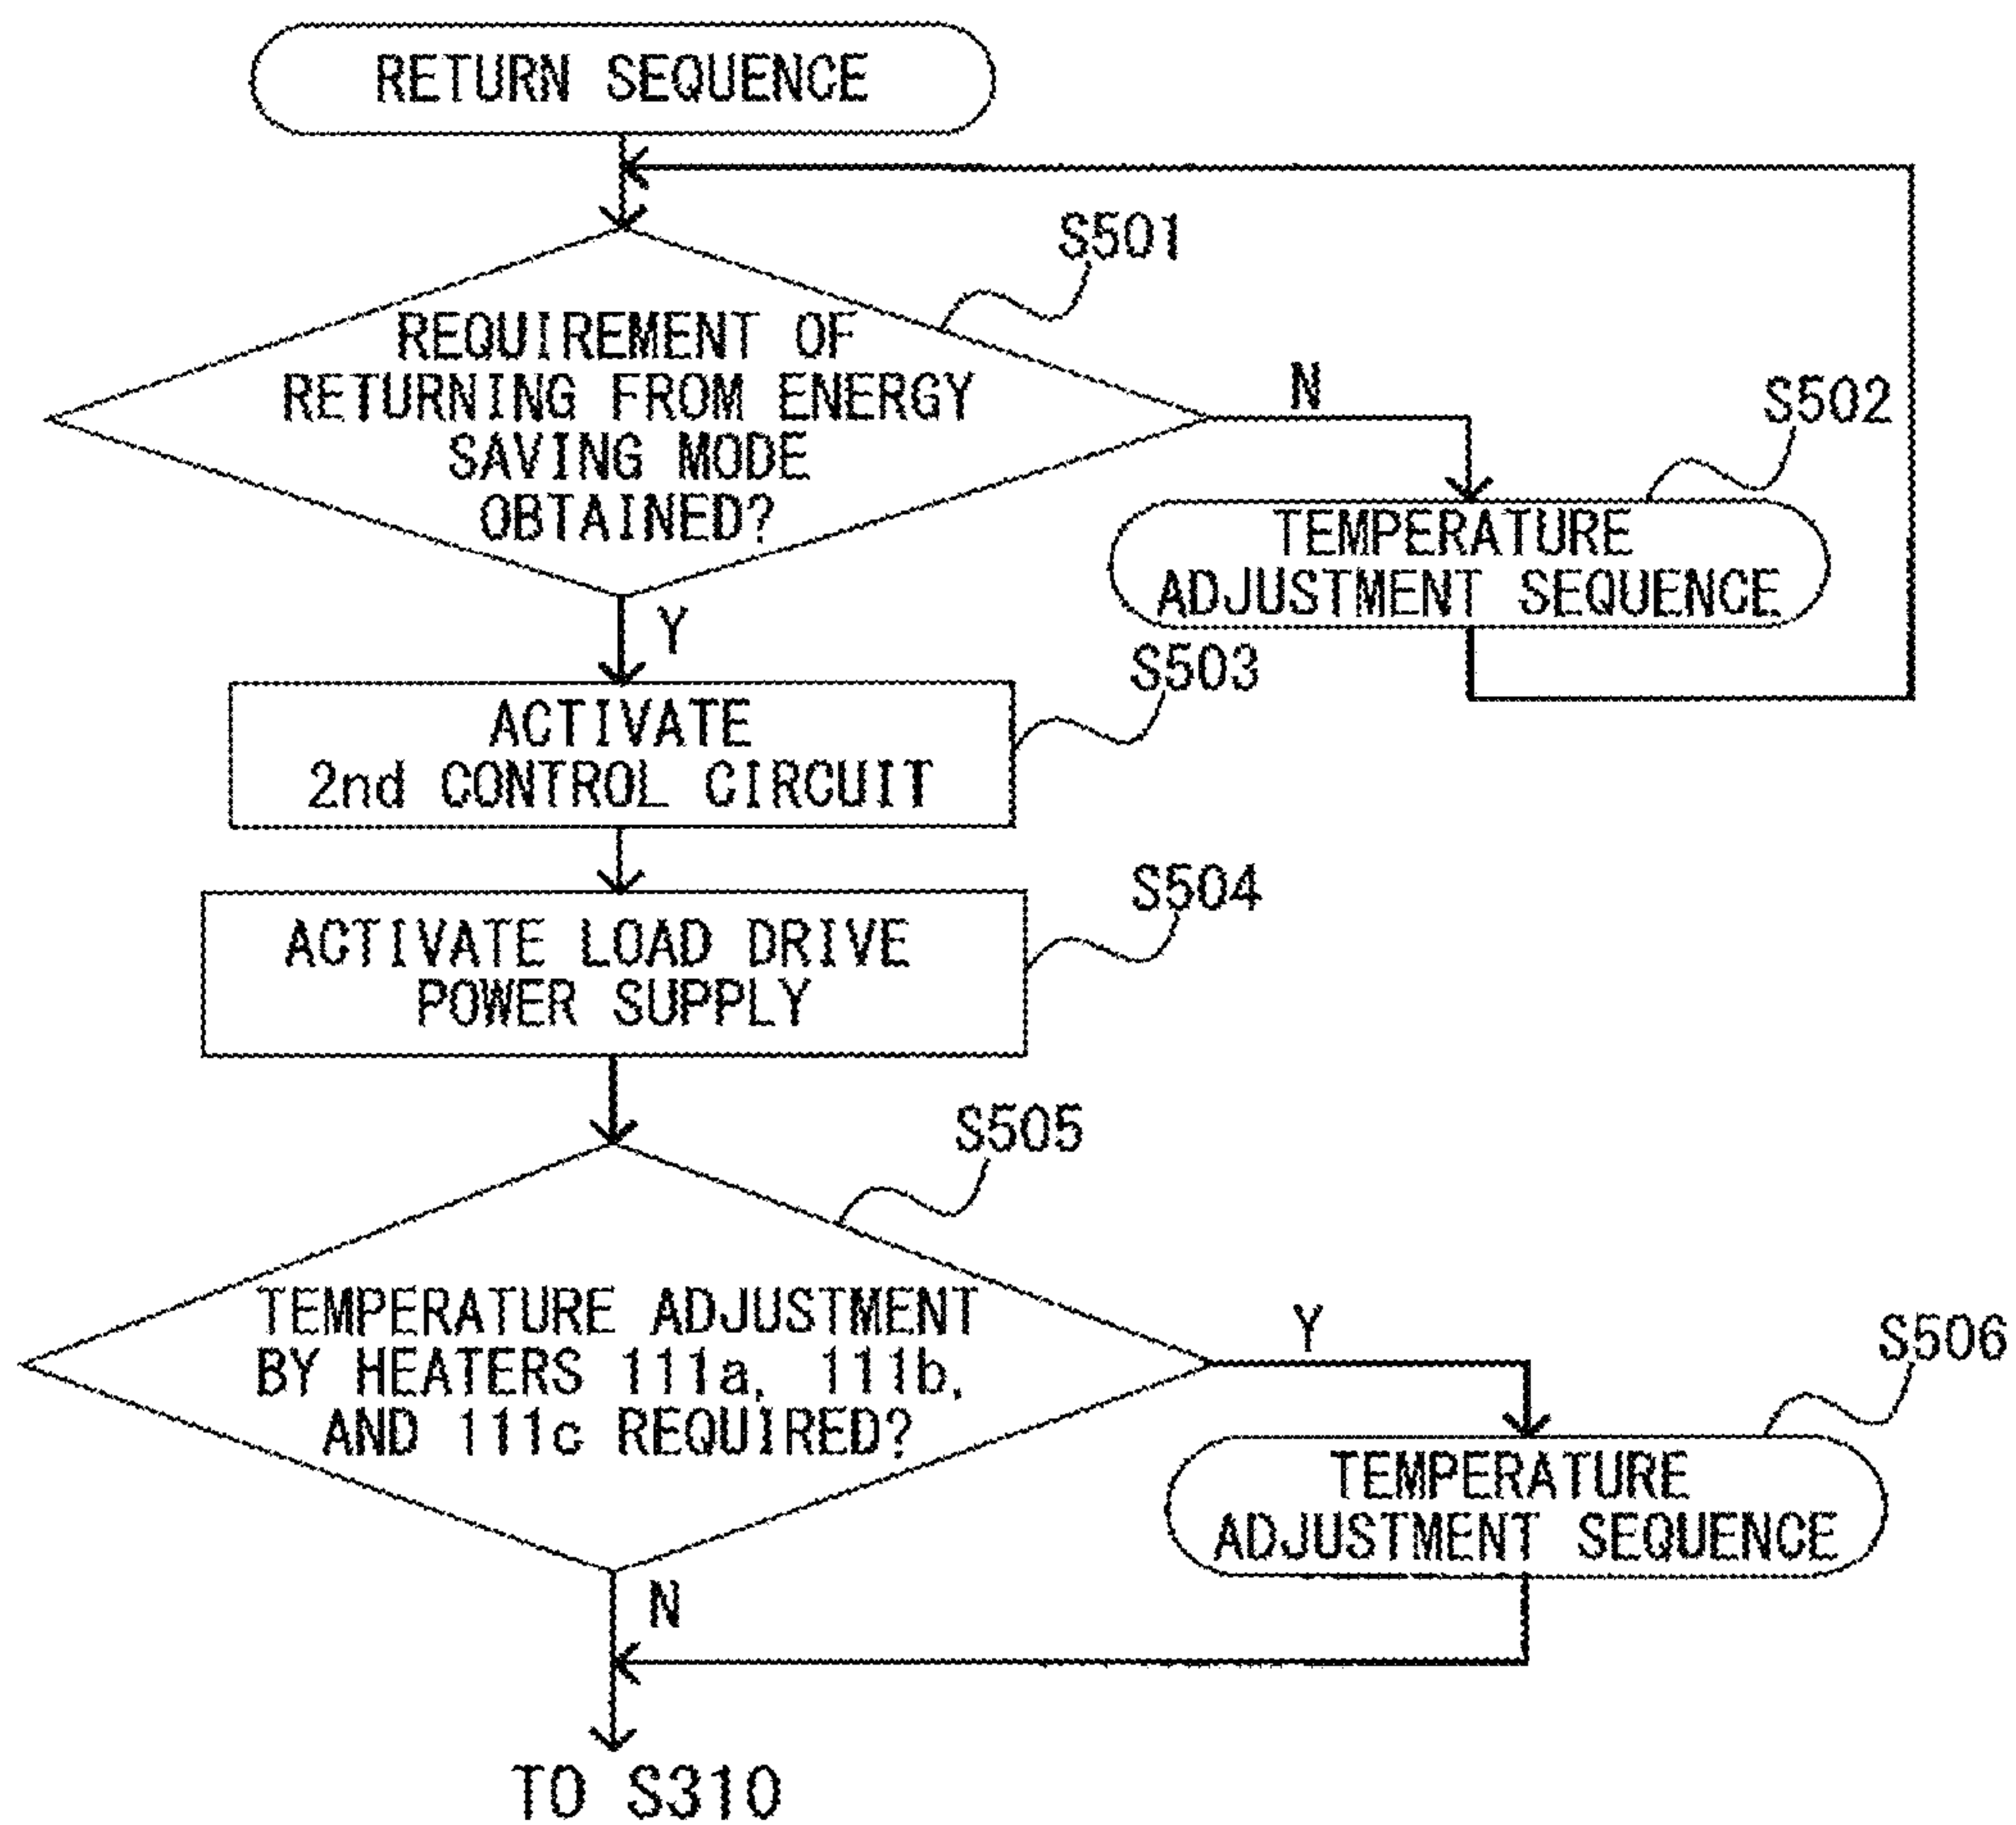 RETURN SEQUENCE
S501
REQUIREMENT OF
RETURNING FROM ENERGY
SAVING MODE
OBTAINED?
N
S502
TEMPERATURE
ADJUSTMENT SEQUENCE
Y
S503
ACTIVATE
2nd CONTROL CIRCUIT
S504
ACTIVATE LOAD DRIVE
POWER SUPPLY
S505
TEMPERATURE ADJUSTMENT
BY HEATERS 111a, 111b,
AND 111c REQUIRED?
Y
S506
TEMPERATURE
ADJUSTMENT SEQUENCE
N
TO S310